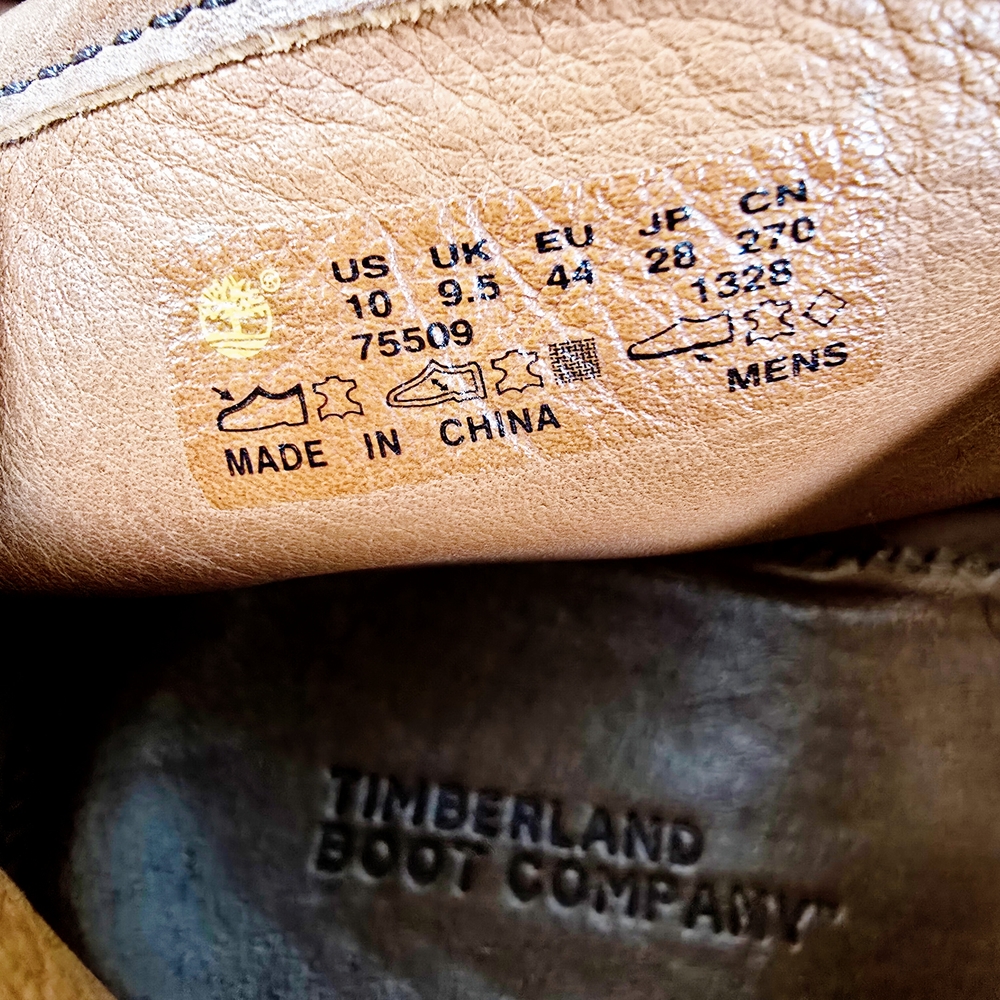 US UK EU JP CN
10 9.5 44 28 270
75509 1328
MENS
MADE IN CHINA
®
TIMBERLAND
BOOT COMPANY™